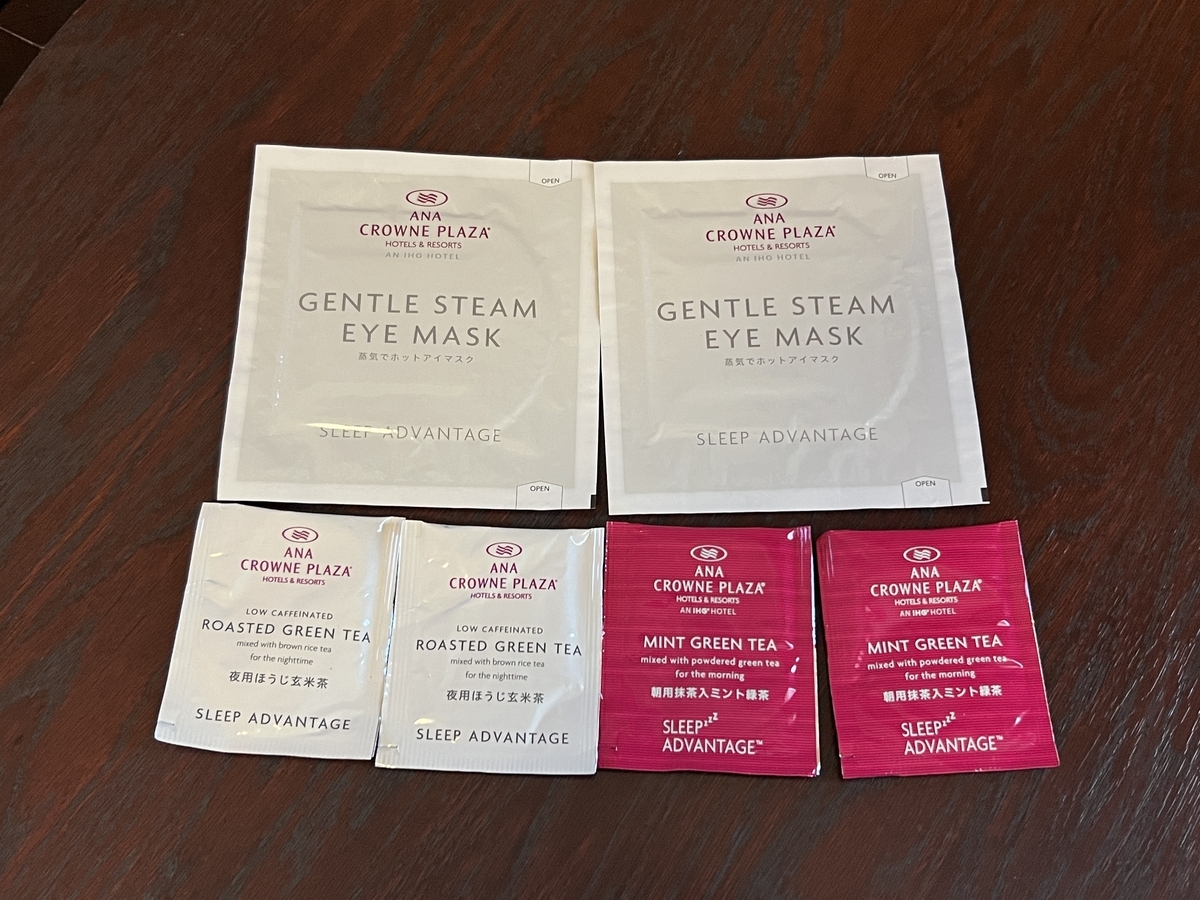 OPEN
ANA
CROWNE PLAZA®
HOTELS & RESORTS
AN IHG HOTEL
GENTLE STEAM
EYE MASK
蒸気でホットアイマスク
SLEEP ADVANTAGE
OPEN
OPEN
ANA
CROWNE PLAZA®
HOTELS & RESORTS
AN IHG HOTEL
GENTLE STEAM
EYE MASK
蒸気でホットアイマスク
SLEEP ADVANTAGE
OPEN
ANA
CROWNE PLAZA®
HOTELS & RESORTS
LOW CAFFEINATED
ROASTED GREEN TEA
mixed with brown rice tea
for the nighttime
夜用ほうじ玄米茶
SLEEP ADVANTAGE
ANA
CROWNE PLAZA®
HOTELS & RESORTS
LOW CAFFEINATED
ROASTED GREEN TEA
mixed with brown rice tea
for the nighttime
夜用ほうじ玄米茶
SLEEP ADVANTAGE
ANA
CROWNE PLAZA®
HOTELS & RESORTS
AN IHG® HOTEL
MINT GREEN TEA
mixed with powdered green tea
for the morning
朝用抹茶入ミント緑茶
SLEEPzzZ
ADVANTAGE™
ANA
CROWNE PLAZA®
HOTELS & RESORTS
AN IHG® HOTEL
MINT GREEN TEA
mixed with powdered green tea
for the morning
朝用抹茶入ミント緑茶
SLEEPzzZ
ADVANTAGE™